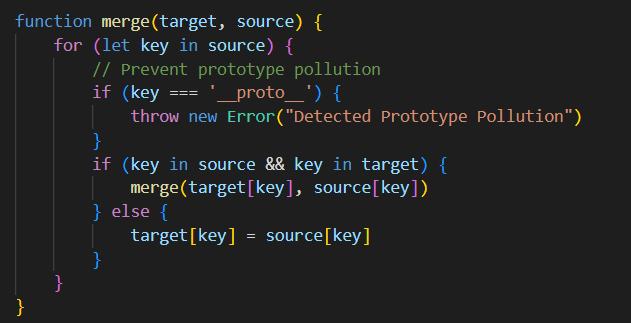 function merge(target, source) {
    for (let key in source) {
        // Prevent prototype pollution
        if (key === '__proto__') {
            throw new Error("Detected Prototype Pollution")
        }
        if (key in source && key in target) {
            merge(target[key], source[key])
        } else {
            target[key] = source[key]
        }
    }
}